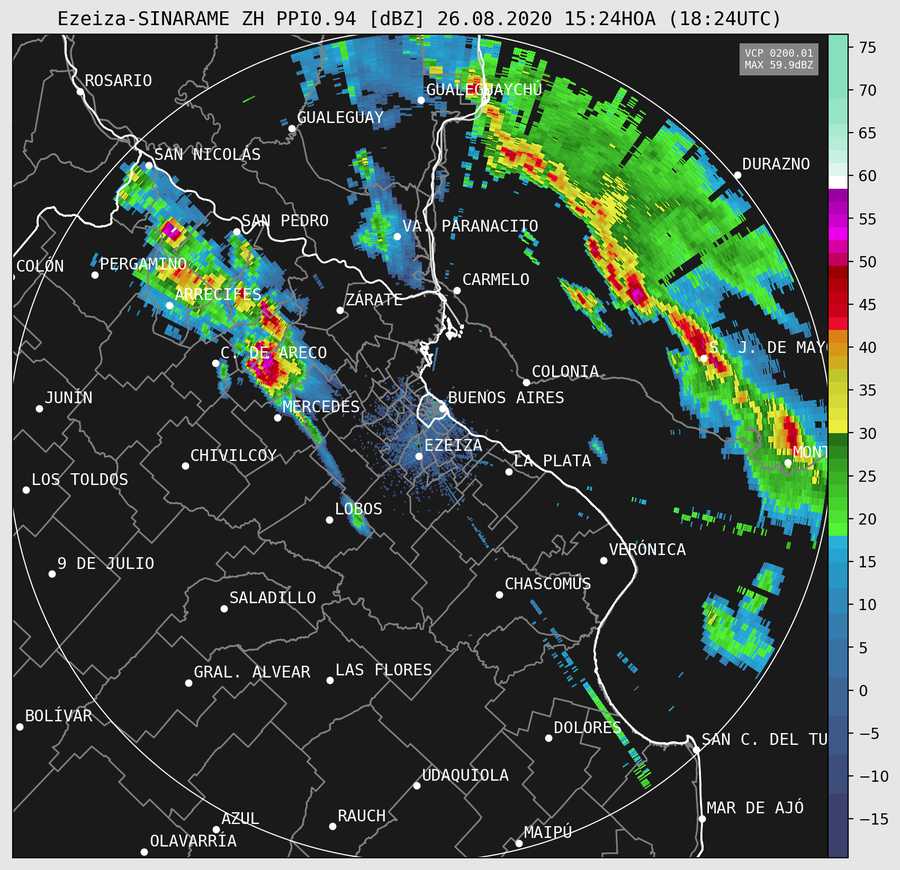 Ezeiza-SINARAME ZH PPI0.94 [dBZ] 26.08.2020 15:24HOA (18:24UTC)
VCP 0200.01
MAX 59.9dBZ
75
70
65
60
55
50
45
40
35
30
25
20
15
10
5
0
−5
−10
−15
ROSARIO
GUALEGUAYCHÚ
GUALEGUAY
SAN NICOLÁS
DURAZNO
SAN PEDRO
VA. PARANACITO
COLÓN
PERGAMINO
CARMELO
ARRECIFES
ZÁRATE
J. DE MAY
C. DE ARECO
COLONIA
JUNÍN
MERCEDES
BUENOS AIRES
EZEIZA
MONT
CHIVILCOY
LA PLATA
LOS TOLDOS
LOBOS
VERÓNICA
9 DE JULIO
CHASCOMÚS
SALADILLO
GRAL. ALVEAR
LAS FLORES
BOLÍVAR
DOLORES
SAN C. DEL TU
UDAQUIOLA
MAR DE AJÓ
AZUL
RAUCH
OLAVARRÍA
MAIPÚ